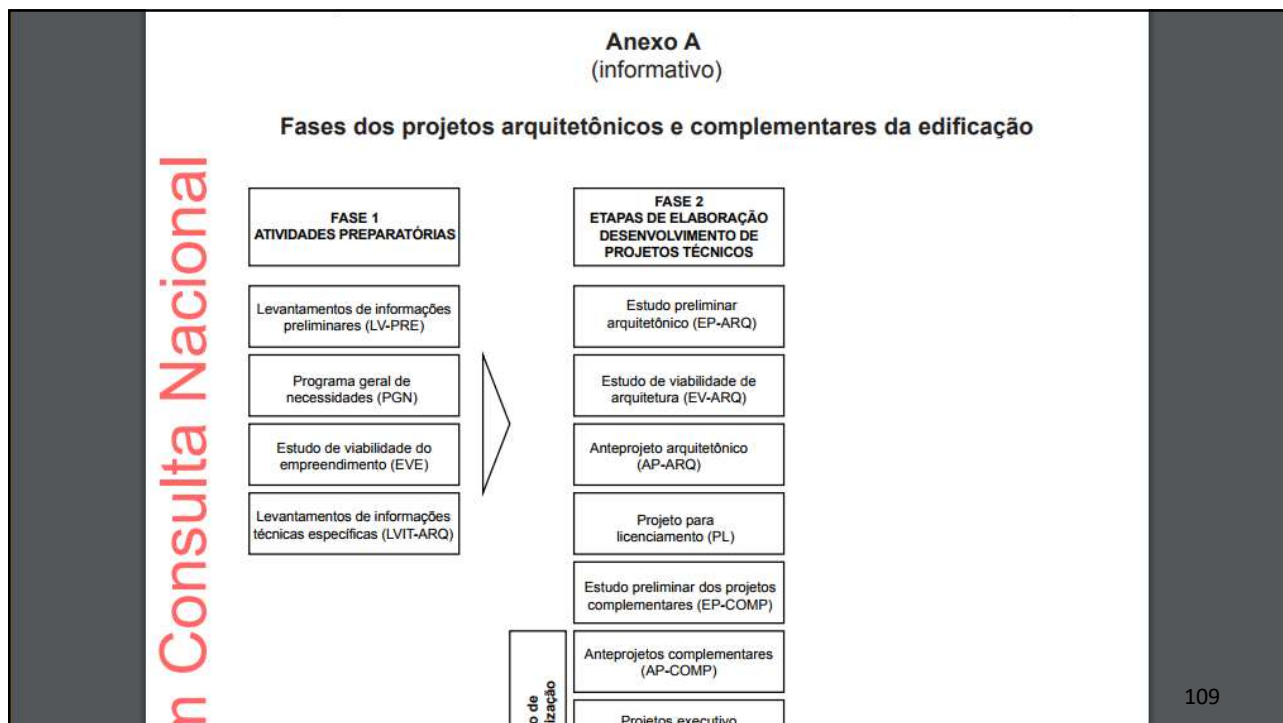 Anexo A
(informativo)
Fases dos projetos arquitetônicos e complementares da edificação
Consulta Nacional
FASE 1
ATIVIDADES PREPARATÓRIAS
Levantamentos de informações
preliminares (LV-PRE)
Programa geral de
necessidades (PGN)
Estudo de viabilidade do
empreendimento (EVE)
Levantamentos de informações
técnicas específicas (LVIT-ARQ)
FASE 2
ETAPAS DE ELABORAÇÃO
DESENVOLVIMENTO DE
PROJETOS TÉCNICOS
Estudo preliminar
arquitetônico (EP-ARQ)
Estudo de viabilidade de
arquitetura (EV-ARQ)
Anteprojeto arquitetônico
(AP-ARQ)
Projeto para
licenciamento (PL)
Estudo preliminar dos projetos
complementares (EP-COMP)
Anteprojetos complementares
(AP-COMP)
Projetos executivo
109